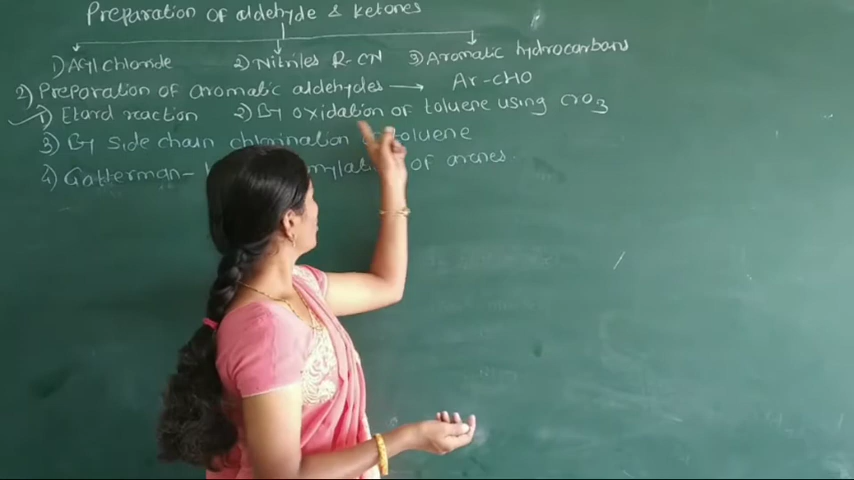 Preparation of aldehyde & ketones
1) Acyl chloride 2) Nitriles R-CN 3) Aromatic hydrocarbons
2) Preparation of aromatic aldehydes → Ar-CHO
1) Etard reaction 2) By oxidation of toluene using CrO3
3) By side chain chlorination toluene
4) Gatterman- of arenes.